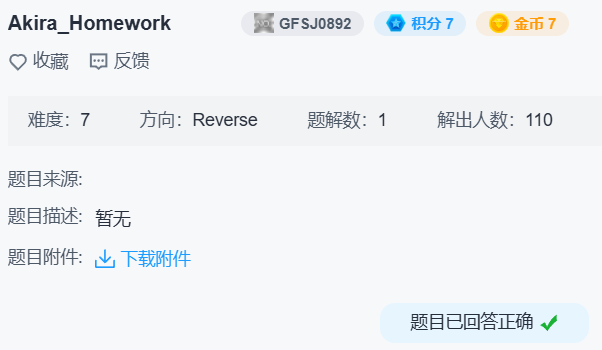 Akira_Homework GFSJ0892 积分 7 金币 7
收藏 反馈
难度: 7 方向: Reverse 题解数: 1 解出人数: 110
题目来源:
题目描述: 暂无
题目附件: 下载附件
题目已回答正确